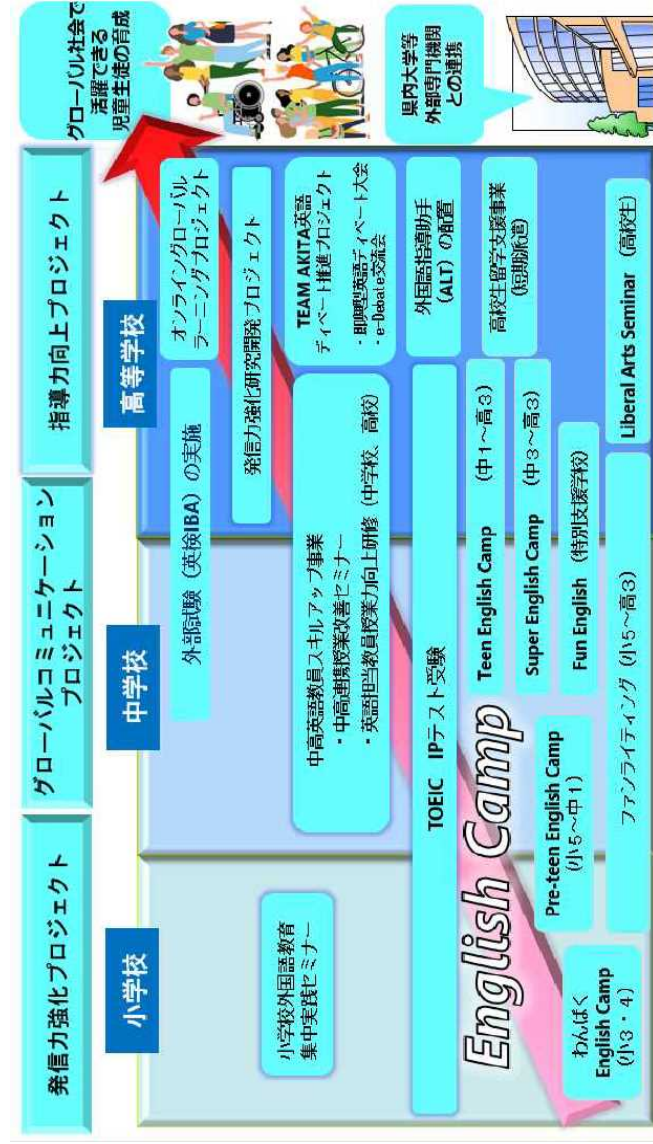 発信力強化プロジェクト
グローバルコミュニケーション
プロジェクト
指導力向上プロジェクト
グローバル社会で
活躍できる
児童生徒の育成
小学校
中学校
高等学校
外部試験（英検IBA）の実施
オンライングローバル
ラーニングプロジェクト
発信力強化研究開発プロジェクト
小学校外国語教育
集中実践セミナー
中高英語教員スキルアップ事業
・中高連携授業改善セミナー
・英語担当教員授業力向上研修（中学校、高校）
TEAM AKITA英語
ディベート推進プロジェクト
・即興型英語ディベート大会
・e-Debate交流会
TOEIC IPテスト受験
外国語指導助手
（ALT）の配置
県内大学等
外部専門機関
との連携
English Camp
Teen English Camp （中１～高３）
Super English Camp （中３～高３）
高校生留学支援事業
（短期派遣）
Pre-teen English Camp
（小５～中１）
Fun English （特別支援学校）
わんぱく
English Camp
（小３・４）
ファンライティング（小５～高３）
Liberal Arts Seminar （高校生）